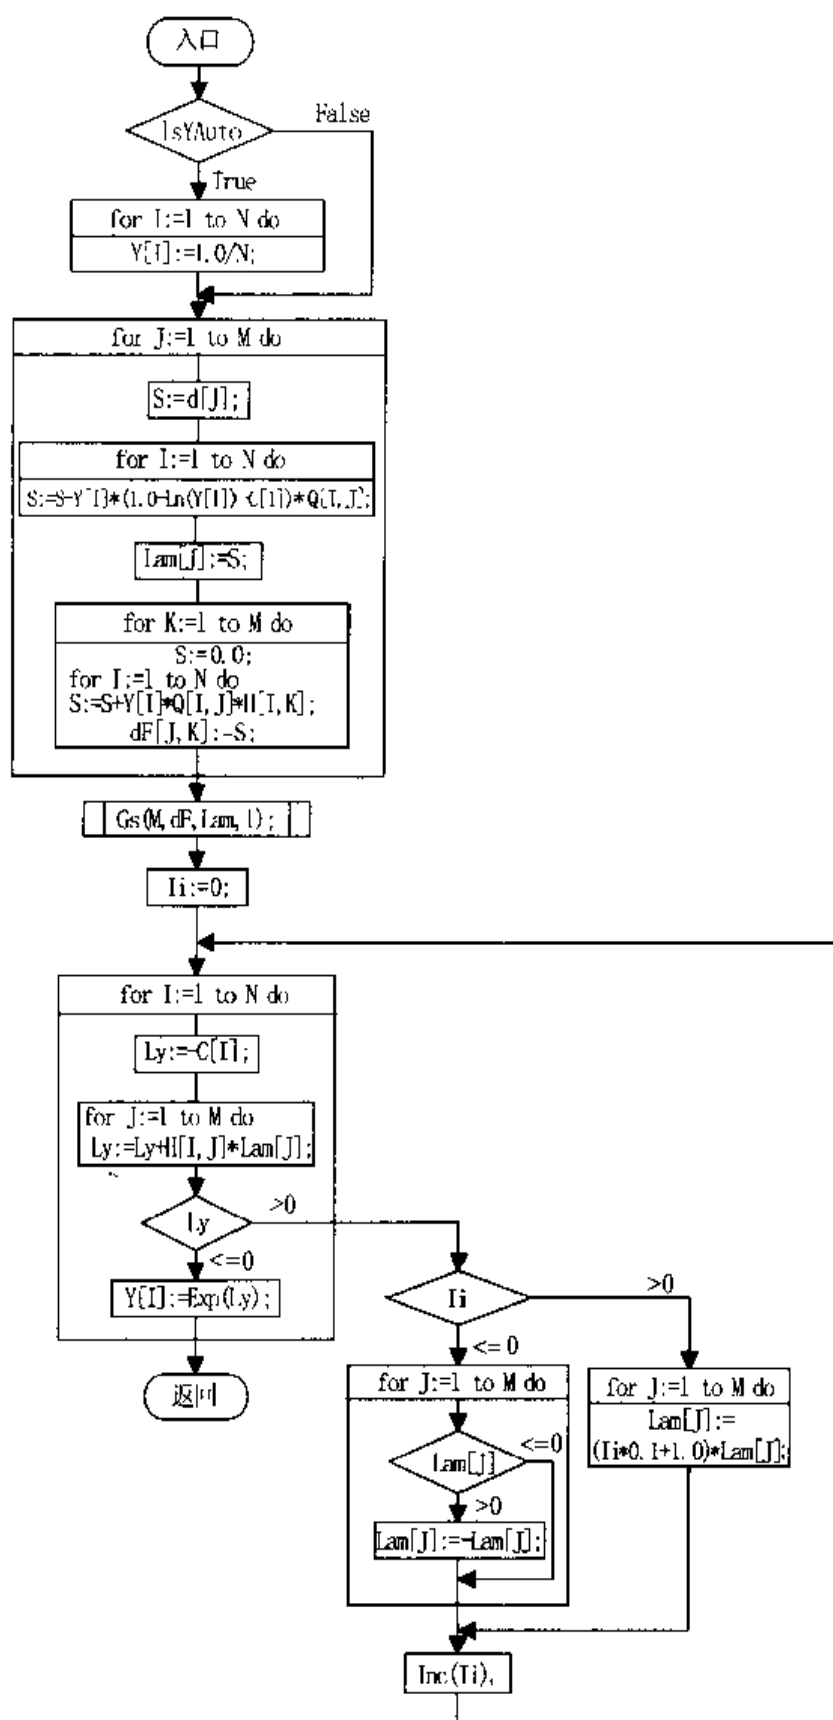 入口
IsYAuto
False
True
for I:=1 to N do
Y[I]:=1.0/N;
for J:=1 to M do
S:=d[J];
for I:=1 to N do
S:=S-Y[I]*(1.0-Ln(Y[I])-C[I])*Q[I,J];
Lam[J]:=S;
for K:=1 to M do
S:=0.0;
for I:=1 to N do
S:=S+Y[I]*Q[I,J]*H[I,K];
dF[J,K]:=S;
Gs(M,dF,Lam,1);
Ii:=0;
for I:=1 to N do
Ly:=-C[I];
for J:=1 to M do
Ly:=Ly+H[I,J]*Lam[J];
Ly
>0
<=0
Y[I]:=Exp(Ly);
返回
Ii
>0
<=0
for J:=1 to M do
Lam[J]
<=0
>0
Lam[J]:=-Lam[J];
for J:=1 to M do
Lam[J]:=
(Ii*0.1+1.0)*Lam[J];
Inc(Ii),